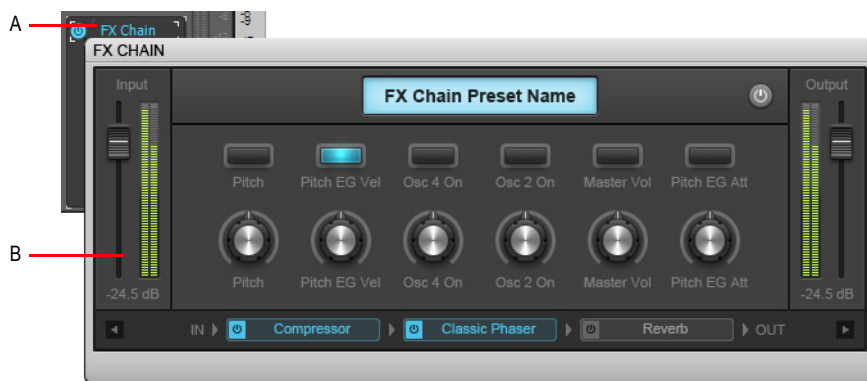 A
FX Chain
-6 -9
FX CHAIN
Input
FX Chain Preset Name
Output
Pitch Pitch EG Vel Osc 4 On Osc 2 On Master Vol Pitch EG Att
B
Pitch Pitch EG Vel Osc 4 On Osc 2 On Master Vol Pitch EG Att
-24.5 dB -24.5 dB
IN Compressor Classic Phaser Reverb OUT